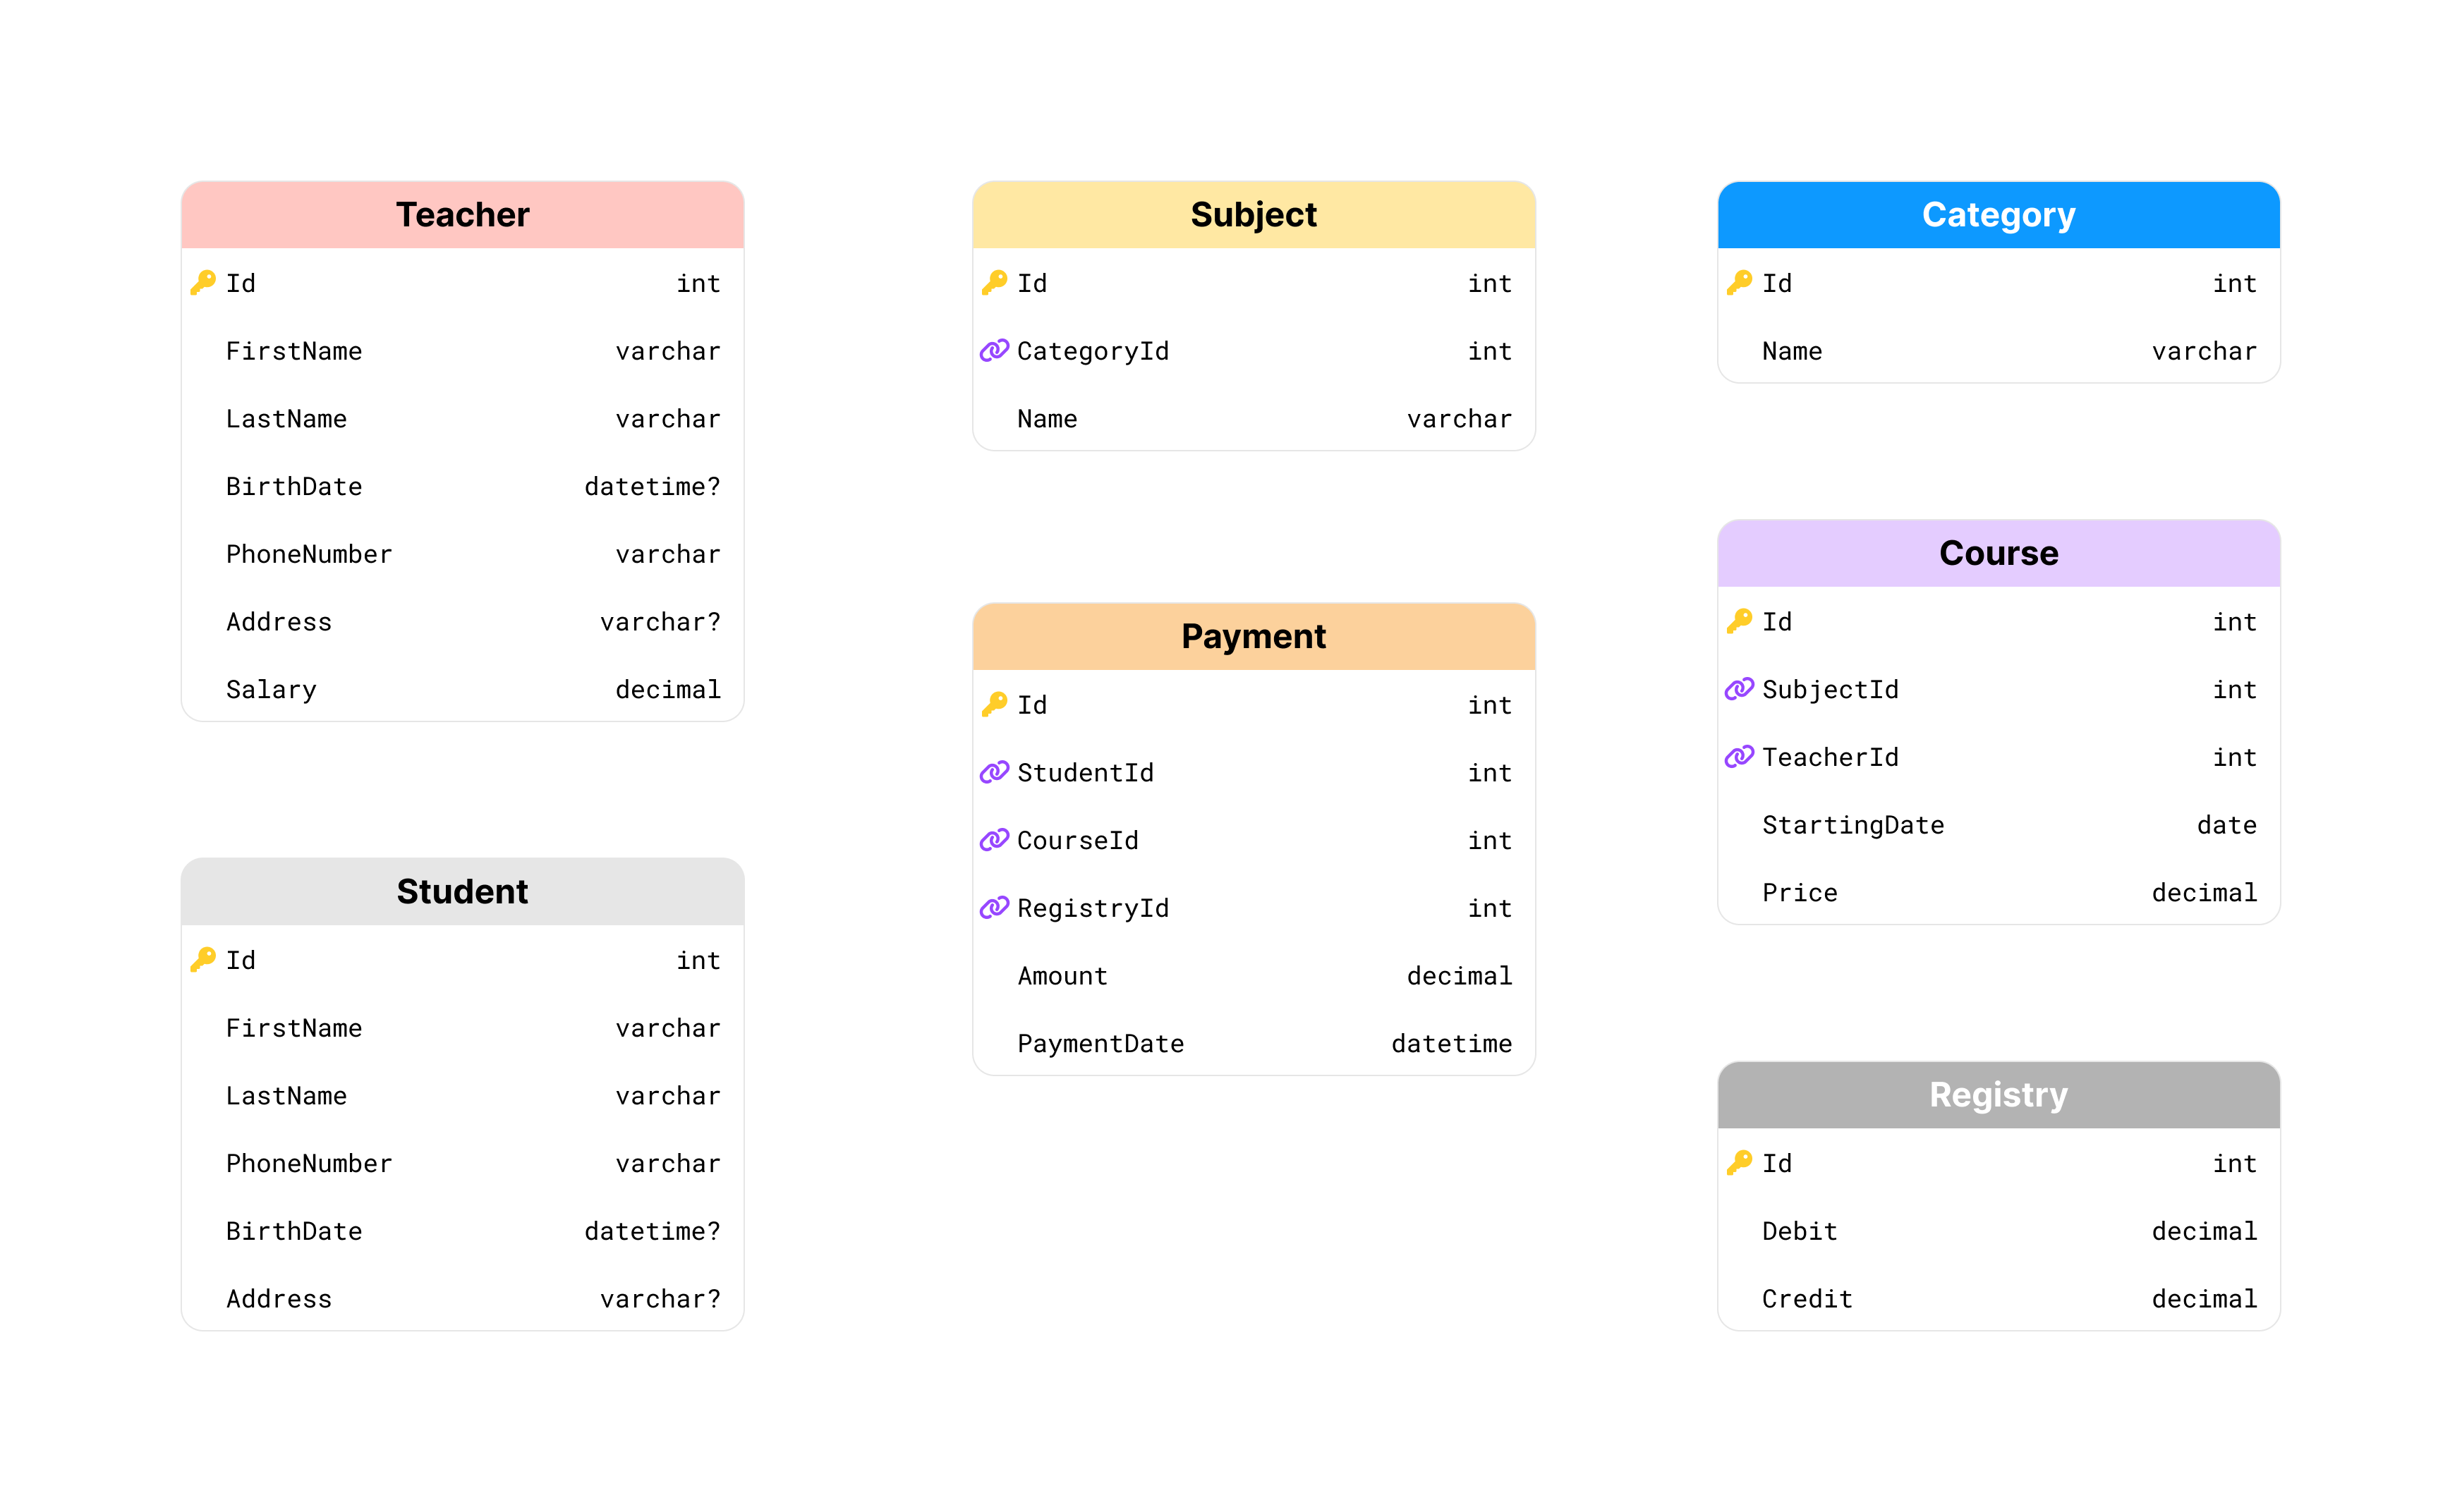 Teacher
Id int
FirstName varchar
LastName varchar
BirthDate datetime?
PhoneNumber varchar
Address varchar?
Salary decimal
Student
Id int
FirstName varchar
LastName varchar
PhoneNumber varchar
BirthDate datetime?
Address varchar?
Subject
Id int
CategoryId int
Name varchar
Payment
Id int
StudentId int
CourseId int
RegistryId int
Amount decimal
PaymentDate datetime
Category
Id int
Name varchar
Course
Id int
SubjectId int
TeacherId int
StartingDate date
Price decimal
Registry
Id int
Debit decimal
Credit decimal